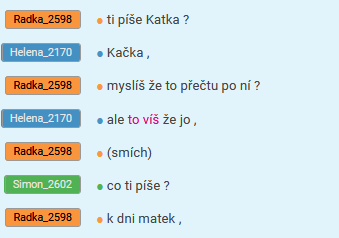 Radka_2598 ● ti píše Katka ?
Helena_2170 ● Kačka ,
Radka_2598 ● myslíš že to přečtu po ní ?
Helena_2170 ● ale to víš že jo ,
Radka_2598 ● (smích)
Simon_2602 ● co ti píše ?
Radka_2598 ● k dni matek ,